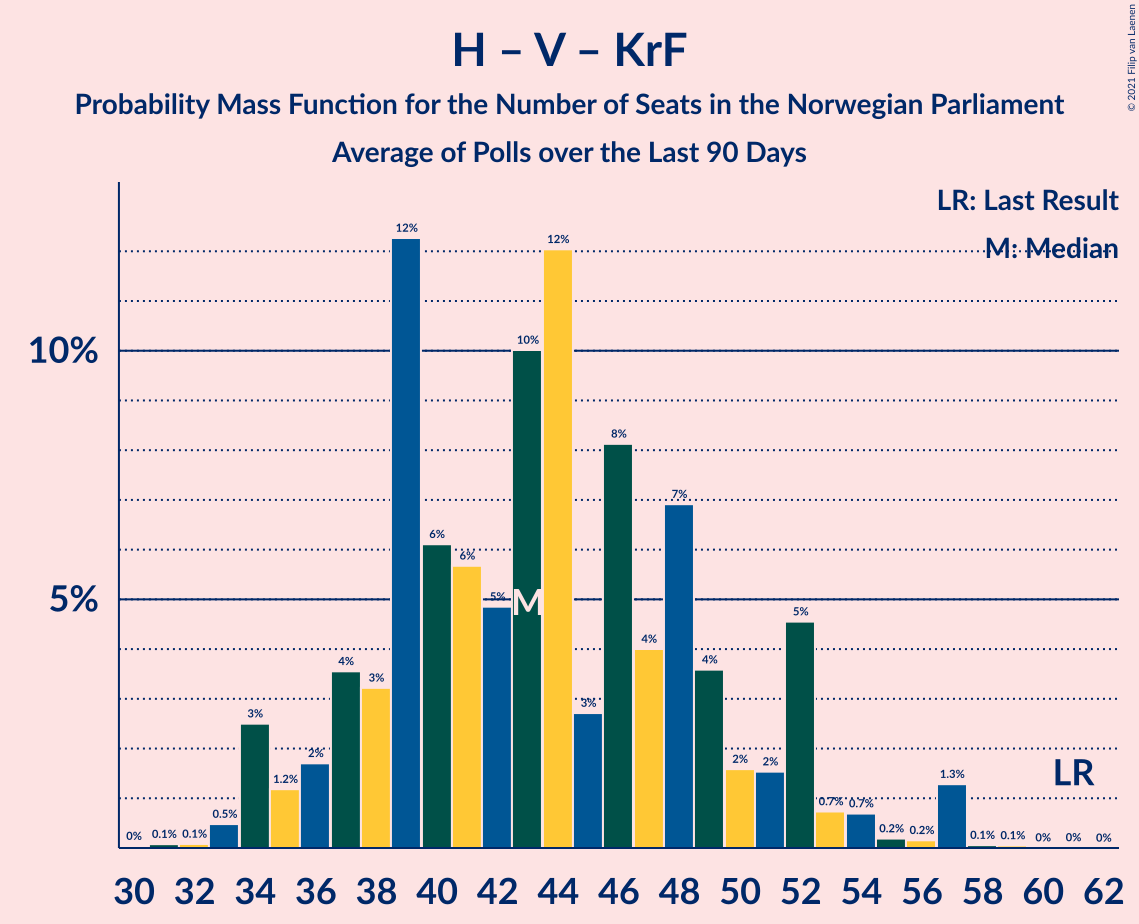 © 2021 Filip van Laenen
H – V – KrF
Probability Mass Function for the Number of Seats in the Norwegian Parliament
Average of Polls over the Last 90 Days
LR: Last Result
M: Median
10%
5%
0% 0.1% 0.1% 0.5% 3% 1.2% 2% 4% 3% 12% 6% 6% 5% 10% 12% 3% 8% 4% 7% 4% 2% 2% 5% 0.7% 0.7% 0.2% 0.2% 1.3% 0.1% 0.1% 0% 0% 0%
M
LR
30 32 34 36 38 40 42 44 46 48 50 52 54 56 58 60 62